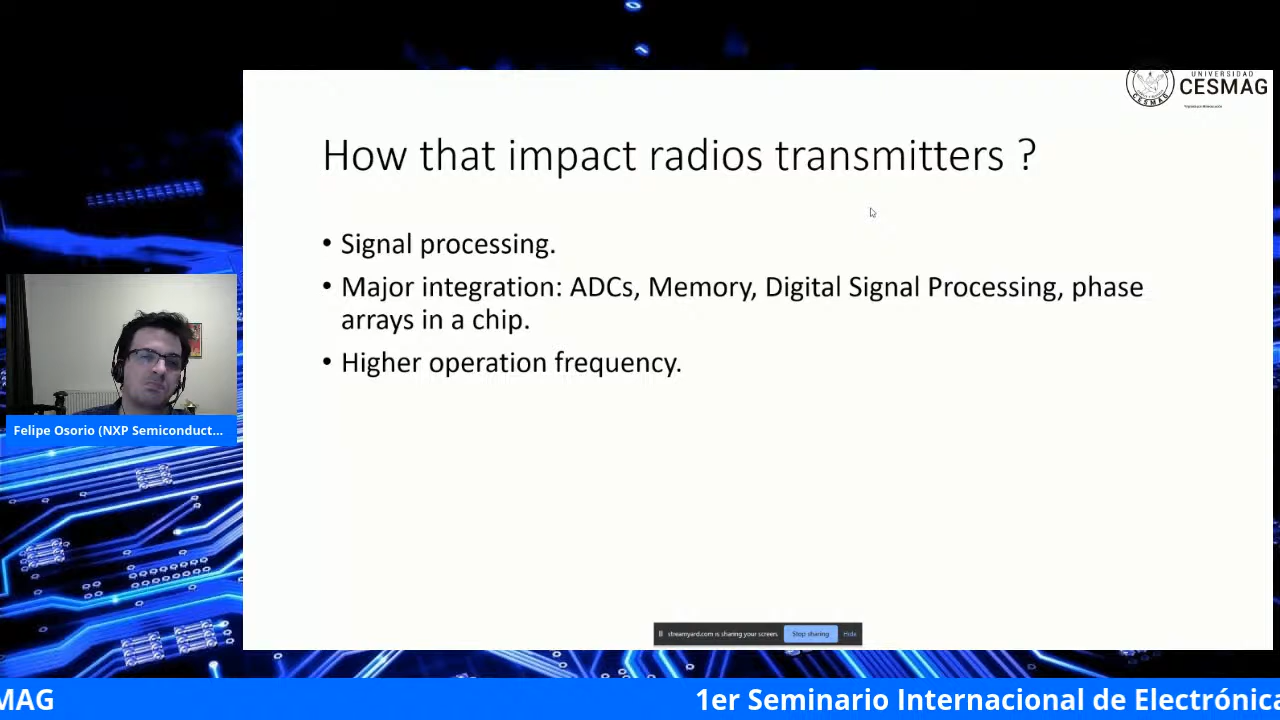 UNIVERSIDAD
CESMAG
CESMAG
How that impact radios transmitters ?
• Signal processing.
• Major integration: ADCs, Memory, Digital Signal Processing, phase
arrays in a chip.
• Higher operation frequency.
Felipe Osorio (NXP Semiconduct...
streamyard.com is sharing your screen.
Stop sharing
Hide
MAG
1er Seminario Internacional de Electrónica